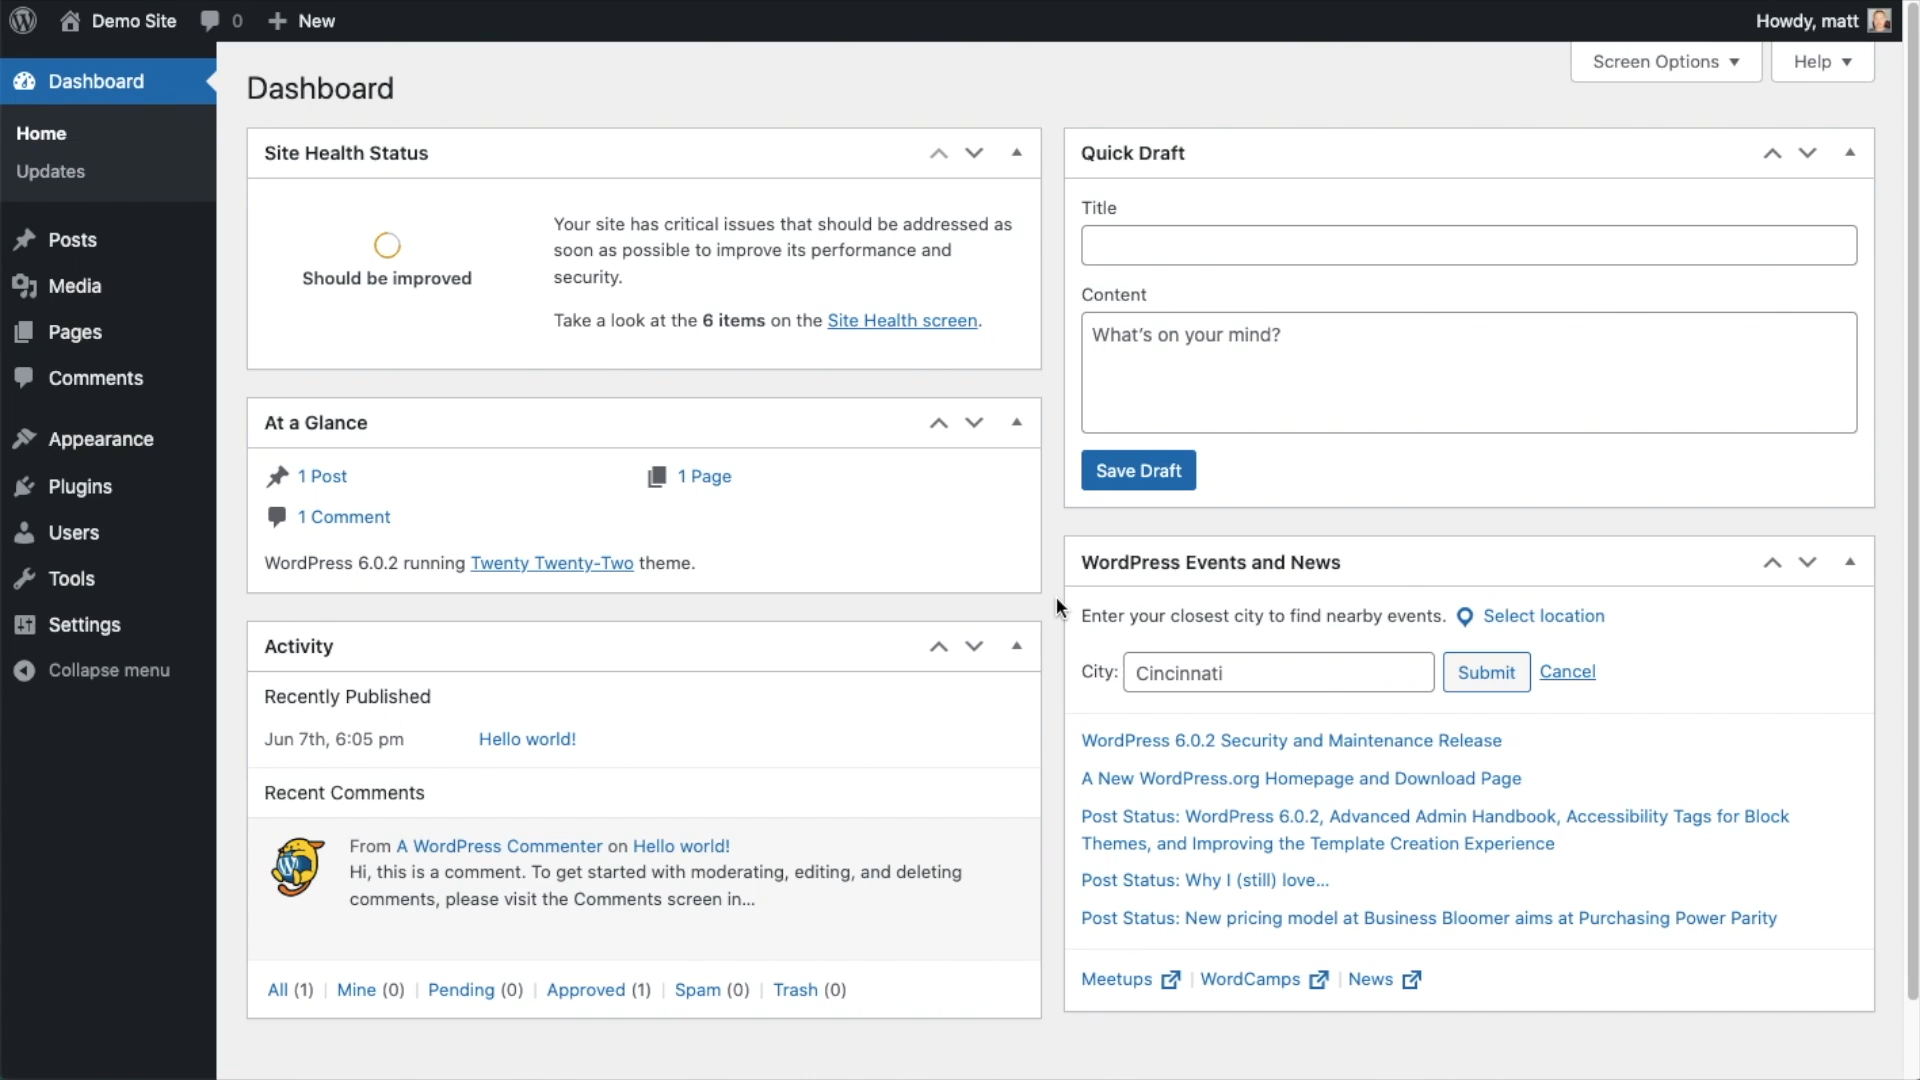 Demo Site
0
New
Howdy, matt
Dashboard
Home
Updates
Posts
Media
Pages
Comments
Appearance
Plugins
Users
Tools
Settings
Collapse menu
Screen Options
Help
Dashboard
Site Health Status
Should be improved
Your site has critical issues that should be addressed as
soon as possible to improve its performance and
security.
Take a look at the 6 items on the Site Health screen.
At a Glance
1 Post
1 Page
1 Comment
WordPress 6.0.2 running Twenty Twenty-Two theme.
Activity
Recently Published
Jun 7th, 6:05 pm Hello world!
Recent Comments
From A WordPress Commenter on Hello world!
Hi, this is a comment. To get started with moderating, editing, and deleting
comments, please visit the Comments screen in…
All (1) | Mine (0) | Pending (0) | Approved (1) | Spam (0) | Trash (0)
Quick Draft
Title
Content
What’s on your mind?
Save Draft
WordPress Events and News
Enter your closest city to find nearby events. Select location
City: Cincinnati Submit Cancel
WordPress 6.0.2 Security and Maintenance Release
A New WordPress.org Homepage and Download Page
Post Status: WordPress 6.0.2, Advanced Admin Handbook, Accessibility Tags for Block
Themes, and Improving the Template Creation Experience
Post Status: Why I (still) love…
Post Status: New pricing model at Business Bloomer aims at Purchasing Power Parity
Meetups | WordCamps | News